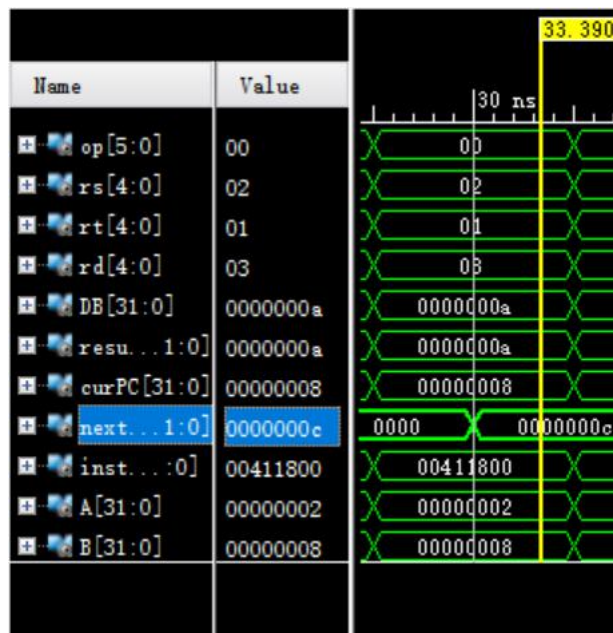 33.390
Name Value
30 ns
op[5:0] 00 00
rs[4:0] 02 02
rt[4:0] 01 01
rd[4:0] 03 03
DB[31:0] 0000000a 0000000a
resu...1:0] 0000000a 0000000a
curPC[31:0] 00000008 00000008
next...1:0] 0000000c 0000 0000000c
inst...:0] 00411800 00411800
A[31:0] 00000002 00000002
B[31:0] 00000008 00000008